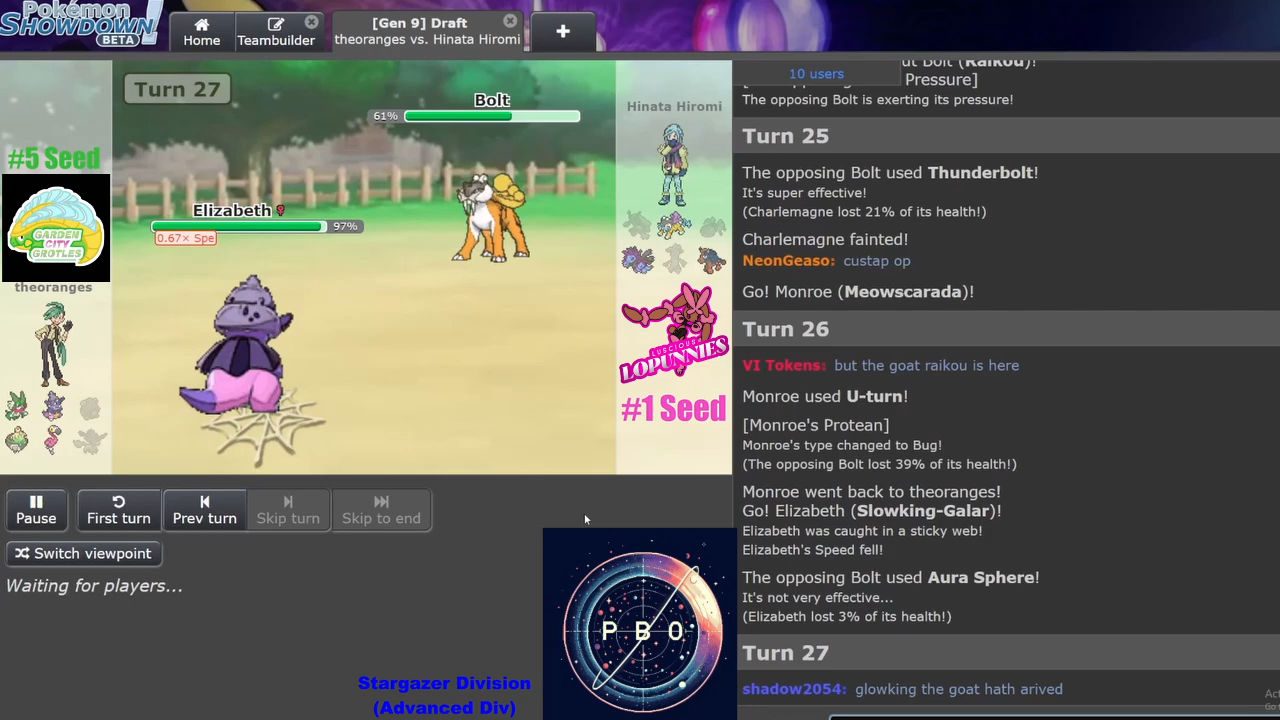 Pokémon
SHOWDOWN!
BETA
Home
Teambuilder
[Gen 9] Draft
theoranges vs. Hinata Hiromi
+
Turn 27
Bolt
61%
Elizabeth
97%
0.67× Spe
#5 Seed
GARDEN
CITY
GROTLES
theoranges
Hinata Hiromi
LUSCIOUS
LOPUNNIES
#1 Seed
Pause
First turn
Prev turn
Skip turn
Skip to end
Switch viewpoint
Waiting for players...
P B O
Stargazer Division
(Advanced Div)
10 users
ut Bolt (Raikou)!
Pressure]
The opposing Bolt is exerting its pressure!
Turn 25
The opposing Bolt used Thunderbolt!
It's super effective!
(Charlemagne lost 21% of its health!)
Charlemagne fainted!
NeonGeaso: custap op
Go! Monroe (Meowscarada)!
Turn 26
VI Tokens: but the goat raikou is here
Monroe used U-turn!
[Monroe's Protean]
Monroe's type changed to Bug!
(The opposing Bolt lost 39% of its health!)
Monroe went back to theoranges!
Go! Elizabeth (Slowking-Galar)!
Elizabeth was caught in a sticky web!
Elizabeth's Speed fell!
The opposing Bolt used Aura Sphere!
It's not very effective...
(Elizabeth lost 3% of its health!)
Turn 27
shadow2054: glowking the goat hath arived